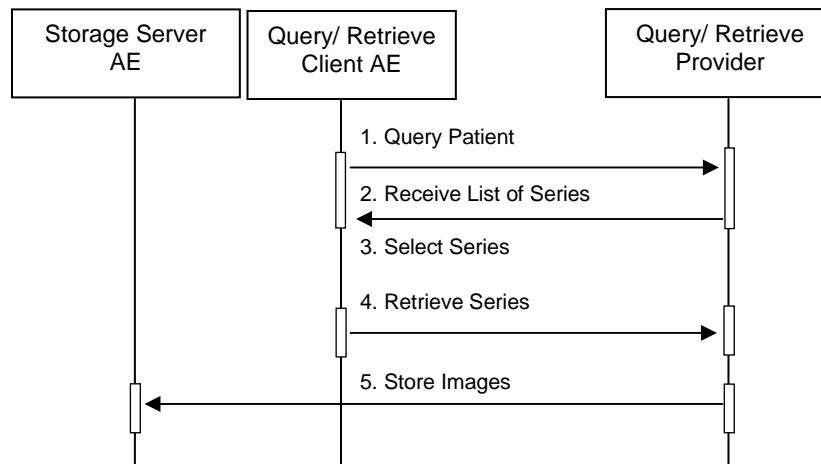 Storage Server
AE
Query/ Retrieve
Client AE
Query/ Retrieve
Provider
1. Query Patient
2. Receive List of Series
3. Select Series
4. Retrieve Series
5. Store Images